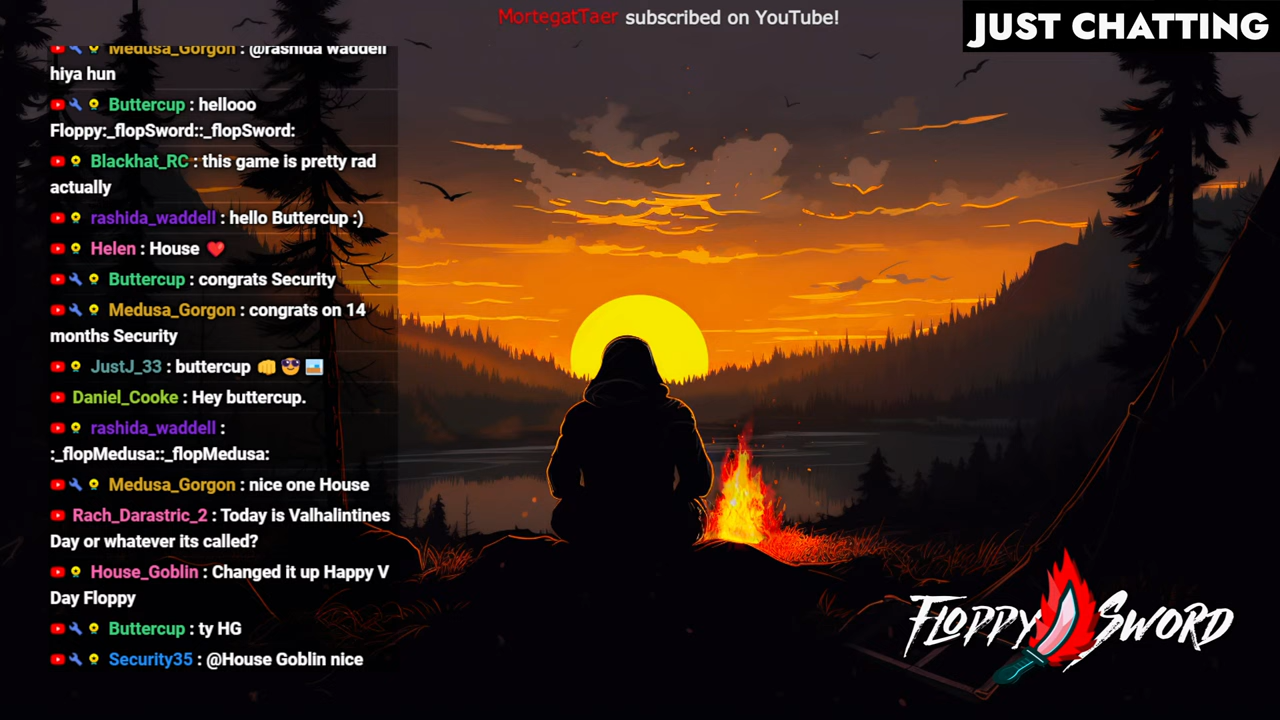 MortegatTaer subscribed on YouTube!
JUST CHATTING
Medusa_Gorgon : @rashida waddell
hiya hun
Buttercup : hellooo
Floppy:_flopSword::_flopSword:
Blackhat_RC : this game is pretty rad
actually
rashida_waddell : hello Buttercup :)
Helen : House ❤️
Buttercup : congrats Security
Medusa_Gorgon : congrats on 14
months Security
JustJ_33 : buttercup 👊 😎 🖼️
Daniel_Cooke : Hey buttercup.
rashida_waddell :
:_flopMedusa::_flopMedusa:
Medusa_Gorgon : nice one House
Rach_Darastric_2 : Today is Valhalintines
Day or whatever its called?
House_Goblin : Changed it up Happy V
Day Floppy
Buttercup : ty HG
Security35 : @House Goblin nice
FLOPPY SWORD